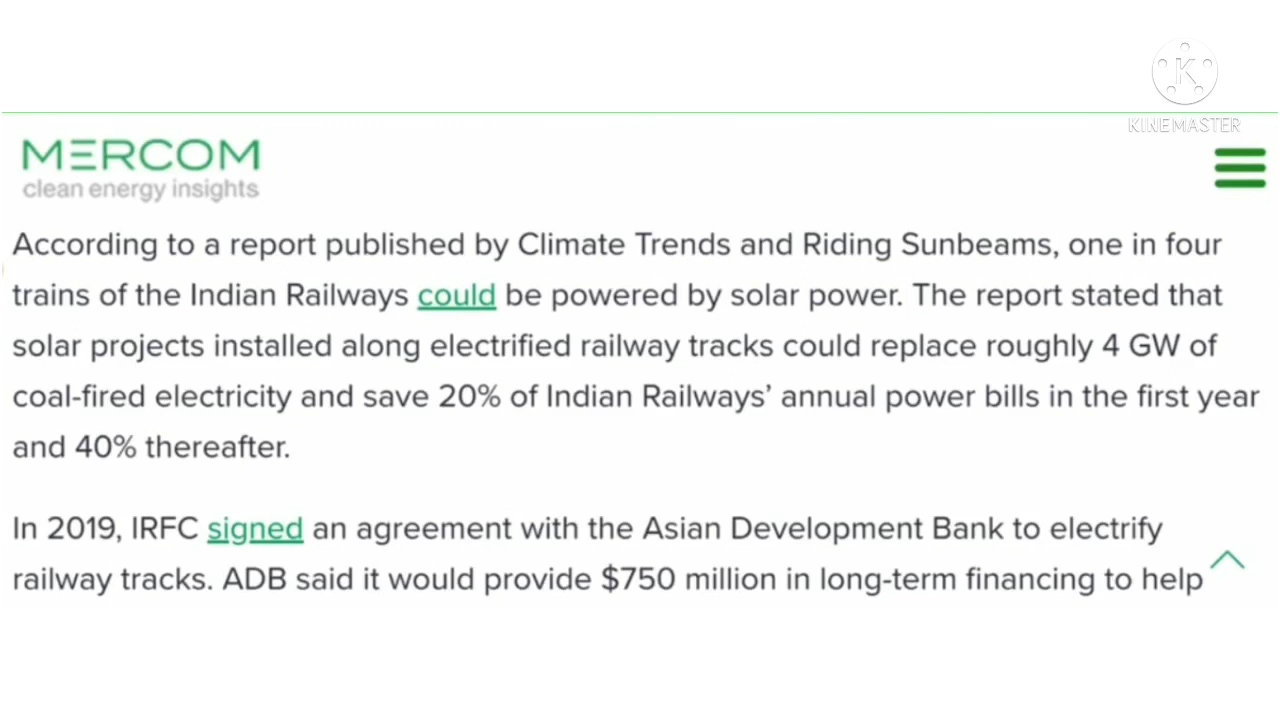 KINEMASTER
MERCOM
clean energy insights
According to a report published by Climate Trends and Riding Sunbeams, one in four
trains of the Indian Railways could be powered by solar power. The report stated that
solar projects installed along electrified railway tracks could replace roughly 4 GW of
coal-fired electricity and save 20% of Indian Railways’ annual power bills in the first year
and 40% thereafter.
In 2019, IRFC signed an agreement with the Asian Development Bank to electrify
railway tracks. ADB said it would provide $750 million in long-term financing to help